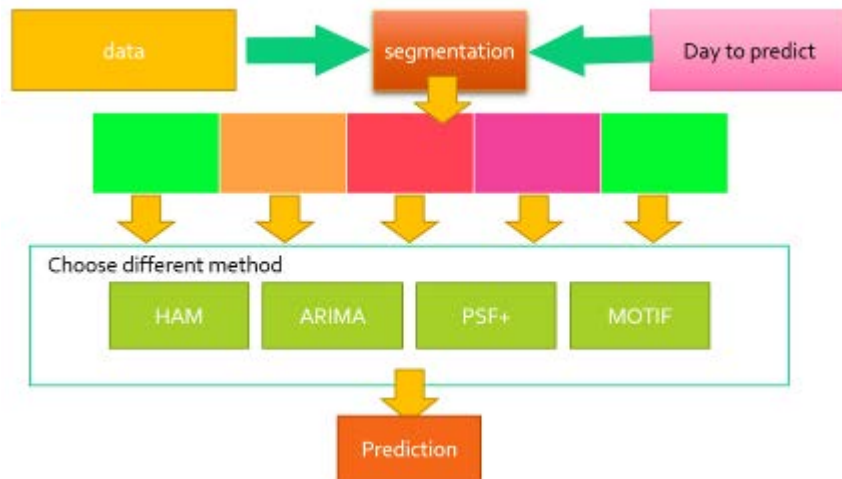 data
segmentation
Day to predict
Choose different method
HAM
ARIMA
PSF+
MOTIF
Prediction